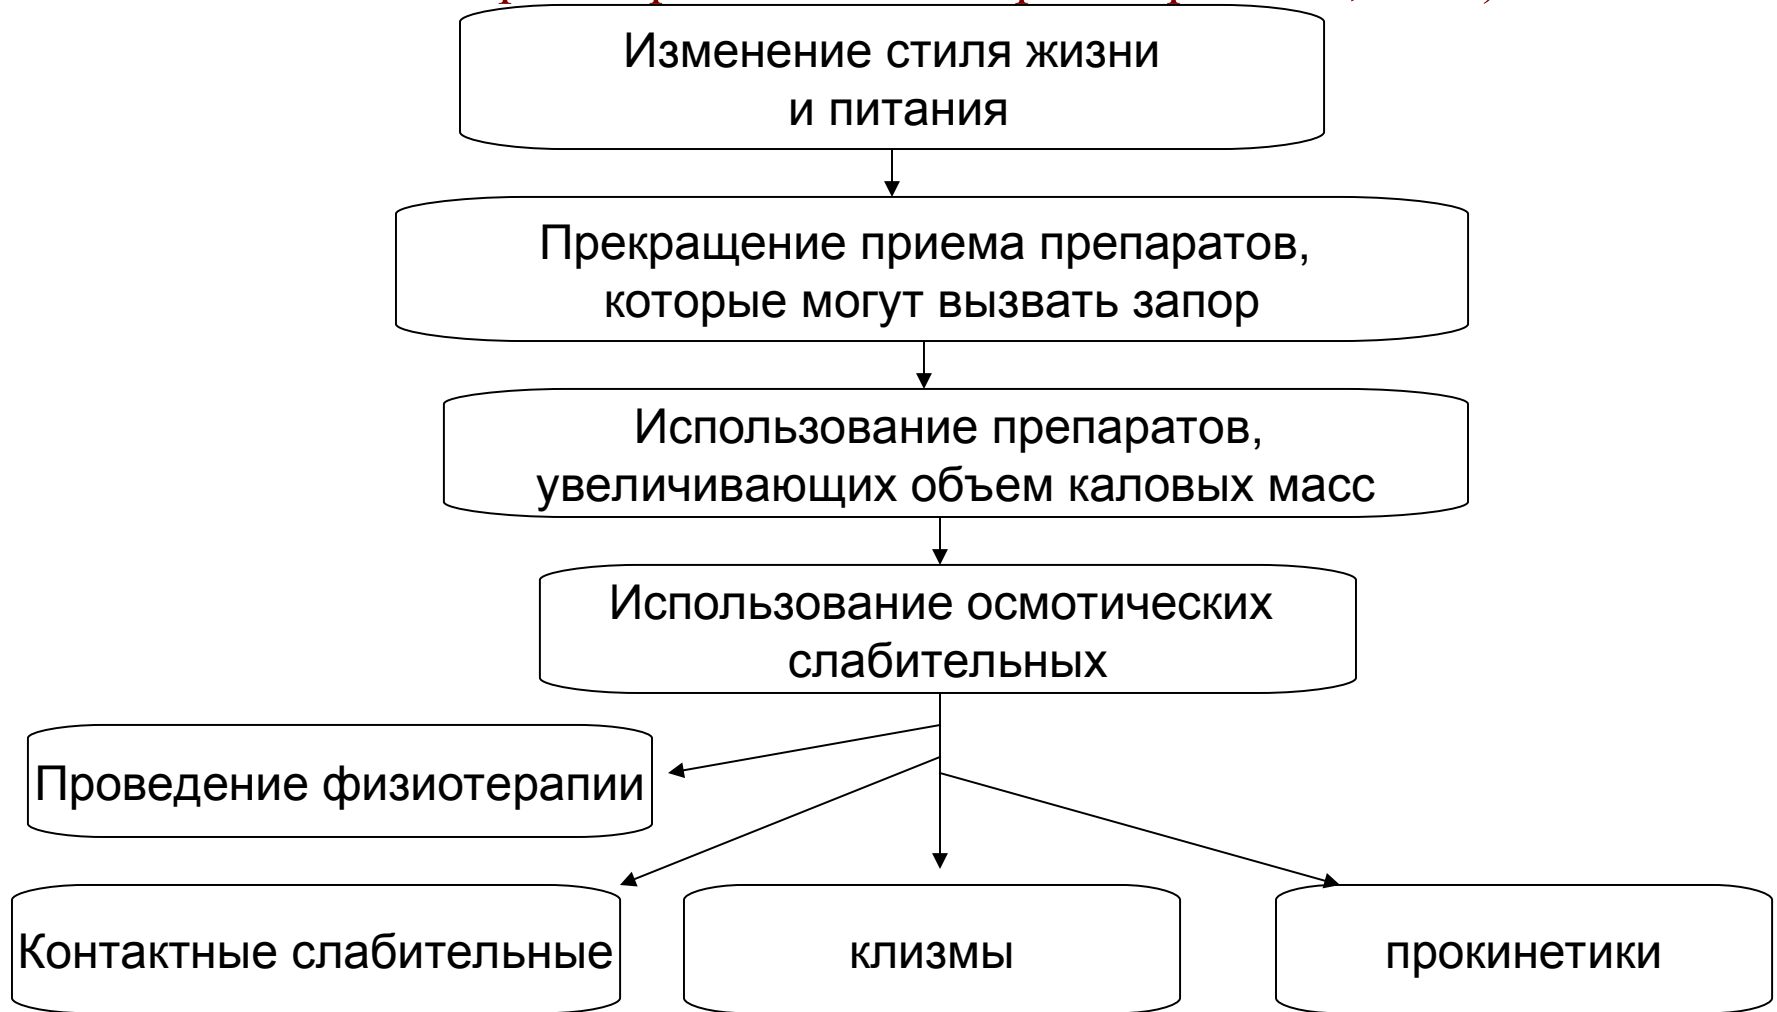 Изменение стиля жизни
и питания
Прекращение приема препаратов,
которые могут вызвать запор
Использование препаратов,
увеличивающих объем каловых масс
Использование осмотических
слабительных
Проведение физиотерапии
Контактные слабительные
клизмы
прокинетики